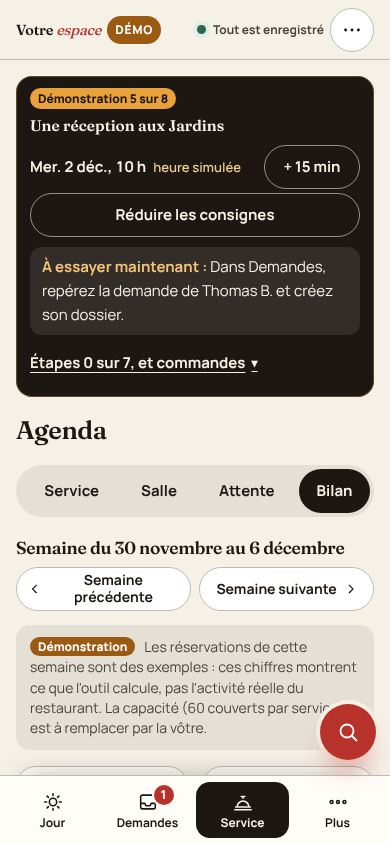 Votre espace DÉMO
Tout est enregistré
Démonstration 5 sur 8
Une réception aux Jardins
Mer. 2 déc., 10 h heure simulée
+ 15 min
Réduire les consignes
À essayer maintenant : Dans Demandes,
repérez la demande de Thomas B. et créez
son dossier.
Étapes 0 sur 7, et commandes ▾
Agenda
Service Salle Attente Bilan
Semaine du 30 novembre au 6 décembre
Semaine
précédente
Semaine suivante
Démonstration Les réservations de cette
semaine sont des exemples : ces chiffres montrent
ce que l'outil calcule, pas l'activité réelle du
restaurant. La capacité (60 couverts par
est à remplacer par la vôtre.
1
Jour Demandes Service Plus